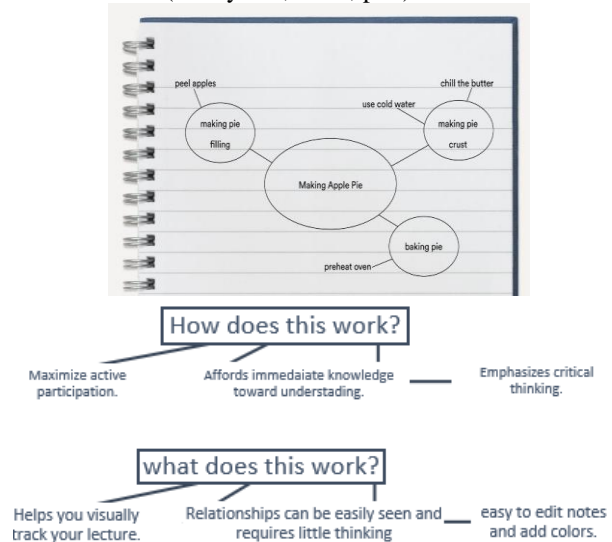 peel apples
chill the butter
use cold water
making pie
filling
making pie
crust
Making Apple Pie
baking pie
preheat oven
How does this work?
Maximize active
participation.
Affords immedaiate knowledge
toward understading.
Emphasizes critical
thinking.
what does this work?
Helps you visually
track your lecture.
Relationships can be easily seen and
requires little thinking
easy to edit notes
and add colors.